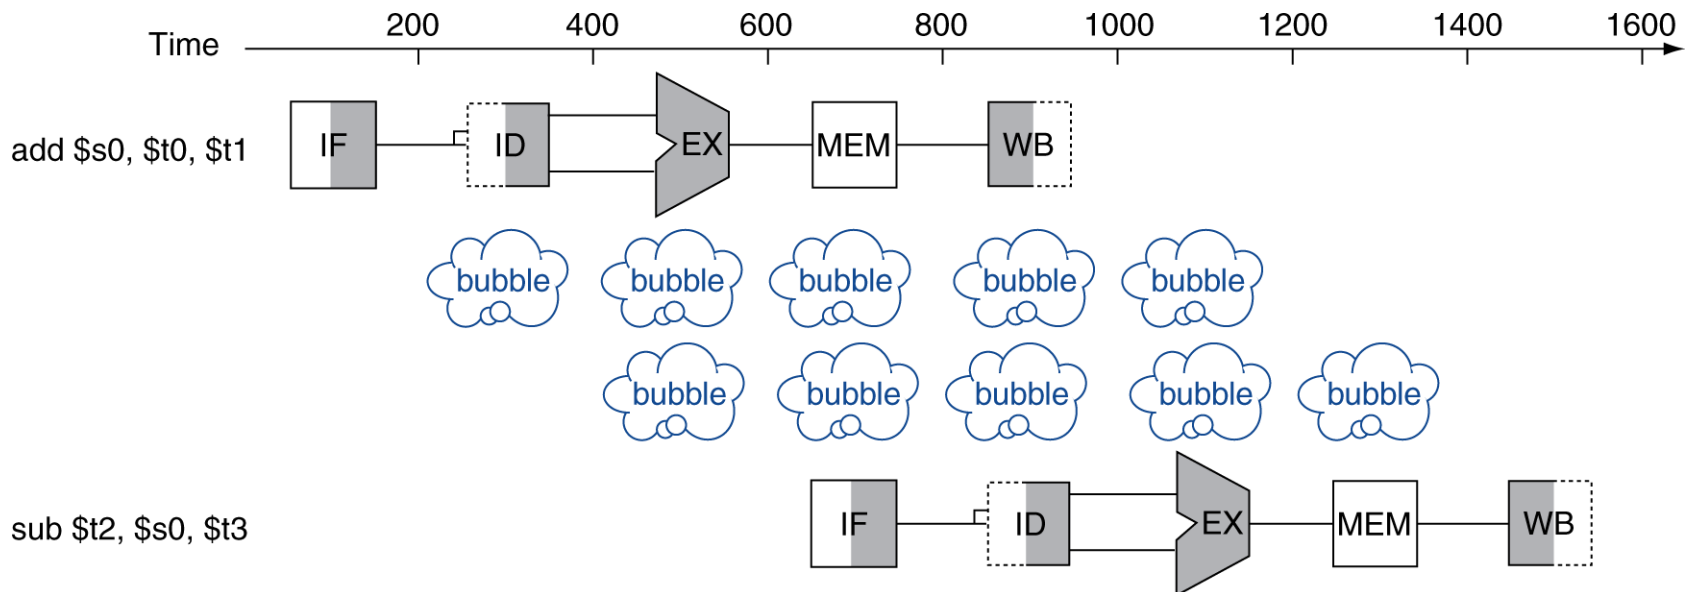 200 400 600 800 1000 1200 1400 1600
Time
add $s0, $t0, $t1 IF ID EX MEM WB
bubble bubble bubble bubble bubble
bubble bubble bubble bubble bubble
sub $t2, $s0, $t3 IF ID EX MEM WB